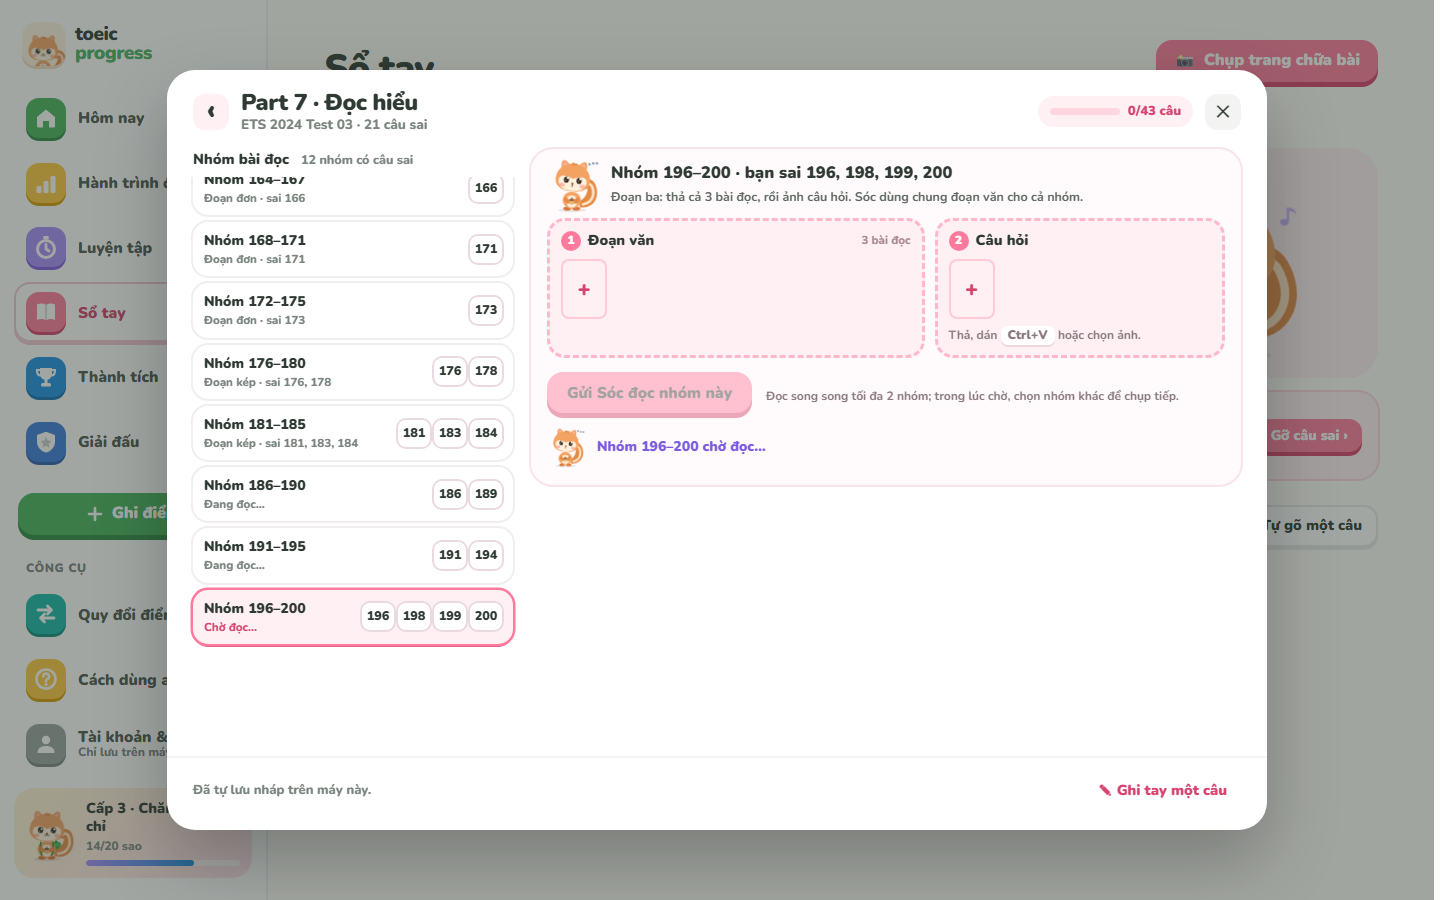 toeic
progress
Hôm nay
Hành trình
Luyện tập
Sổ tay
Thành tích
Giải đấu
+ Ghi điể
CÔNG CỤ
Quy đổi điể
Cách dùng
Tài khoản &
Chỉ lưu trên má
Cấp 3 · Chă
chỉ
14/20 sao
Sổ tay
Chụp trang chữa bài
Gỡ câu sai ›
Tự gõ một câu
Part 7 · Đọc hiểu
ETS 2024 Test 03 · 21 câu sai
0/43 câu
Nhóm bài đọc 12 nhóm có câu sai
Nhóm 164–167
Đoạn đơn · sai 166
166
Nhóm 168–171
Đoạn đơn · sai 171
171
Nhóm 172–175
Đoạn đơn · sai 173
173
Nhóm 176–180
Đoạn kép · sai 176, 178
176 178
Nhóm 181–185
Đoạn kép · sai 181, 183, 184
181 183 184
Nhóm 186–190
Đang đọc...
186 189
Nhóm 191–195
Đang đọc...
191 194
Nhóm 196–200
Chờ đọc...
196 198 199 200
Nhóm 196–200 · bạn sai 196, 198, 199, 200
Đoạn ba: thả cả 3 bài đọc, rồi ảnh câu hỏi. Sóc dùng chung đoạn văn cho cả nhóm.
1 Đoạn văn 3 bài đọc
+
2 Câu hỏi
+
Thả, dán Ctrl+V hoặc chọn ảnh.
Gửi Sóc đọc nhóm này
Đọc song song tối đa 2 nhóm; trong lúc chờ, chọn nhóm khác để chụp tiếp.
Nhóm 196–200 chờ đọc...
Đã tự lưu nháp trên máy này.
Ghi tay một câu